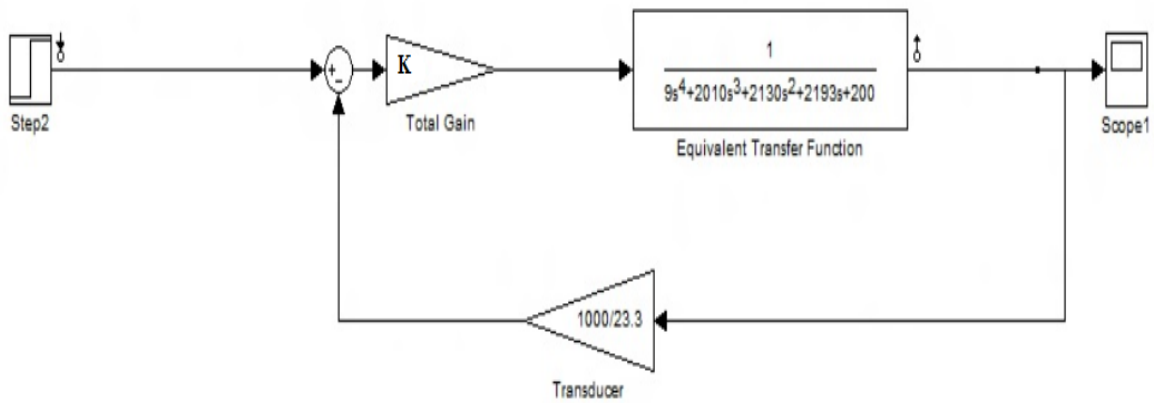 Step2
+
-
K
Total Gain
1
9s⁴+2010s³+2130s²+2193s+200
Equivalent Transfer Function
Scope1
1000/23.3
Transducer